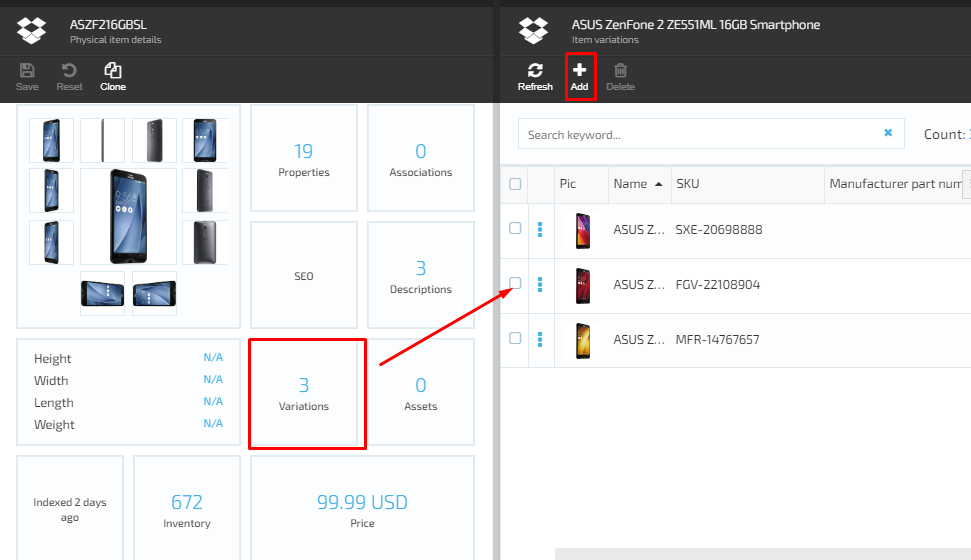 ASZF216GBSL
Physical item details
Save
Reset
Clone
19
Properties
0
Associations
SEO
3
Descriptions
Height N/A
Width N/A
Length N/A
Weight N/A
3
Variations
0
Assets
Indexed 2 days
ago
672
Inventory
99.99 USD
Price
ASUS ZenFone 2 ZE551ML 16GB Smartphone
Item variations
Refresh
Add
Delete
Search keyword...
Count:
Pic Name SKU Manufacturer part num
ASUS Z... SXE-20698888
ASUS Z... FGV-22108904
ASUS Z... MFR-14767657